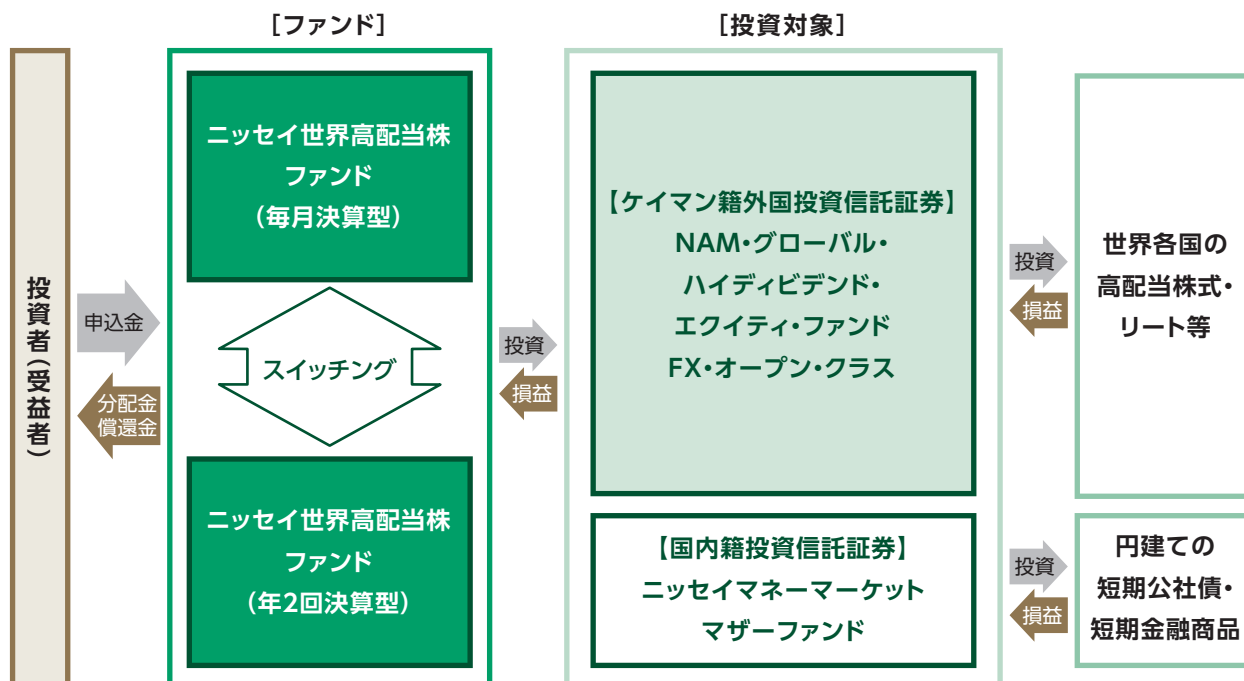 [ファンド]
[投資対象]
投資者（受益者）
申込金
分配金
償還金
ニッセイ世界高配当株
ファンド
（毎月決算型）
スイッチング
ニッセイ世界高配当株
ファンド
（年2回決算型）
投資
損益
【ケイマン籍外国投資信託証券】
NAM・グローバル・
ハイディビデンド・
エクイティ・ファンド
FX・オープン・クラス
【国内籍投資信託証券】
ニッセイマネーマーケット
マザーファンド
投資
損益
世界各国の
高配当株式・
リート等
投資
損益
円建ての
短期公社債・
短期金融商品